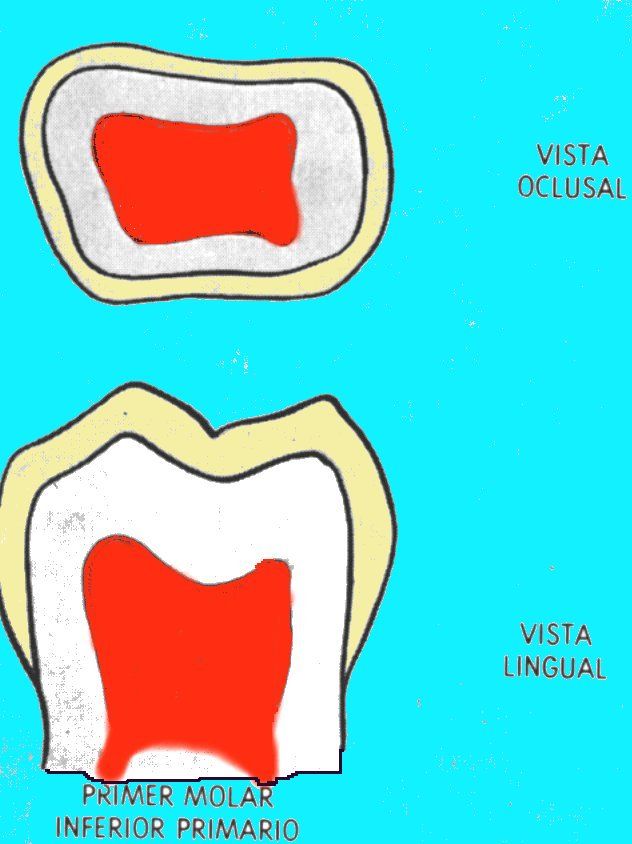 VISTA
OCLUSAL
VISTA
LINGUAL
PRIMER MOLAR
INFERIOR PRIMARIO